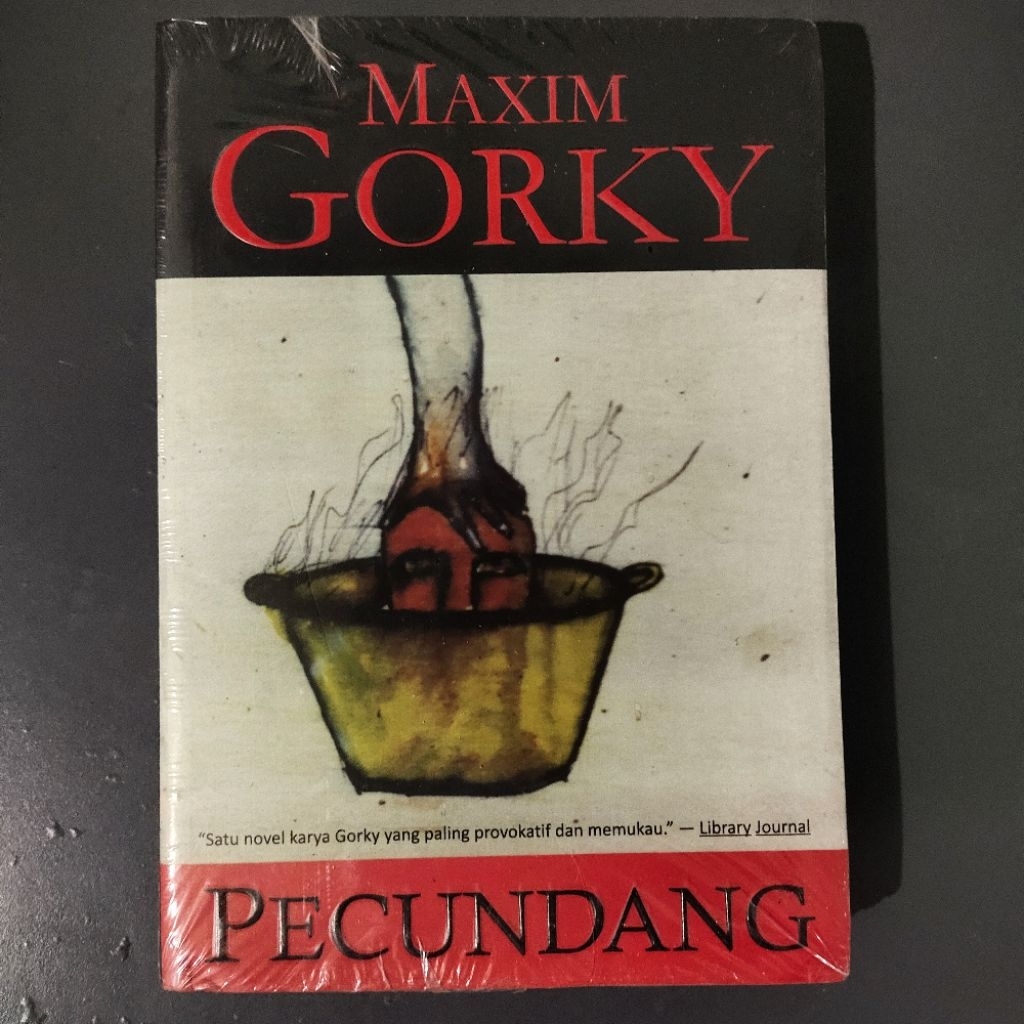 MAXIM
GORKY
“Satu novel karya Gorky yang paling provokatif dan memukau.” — Library Journal
PECUNDANG